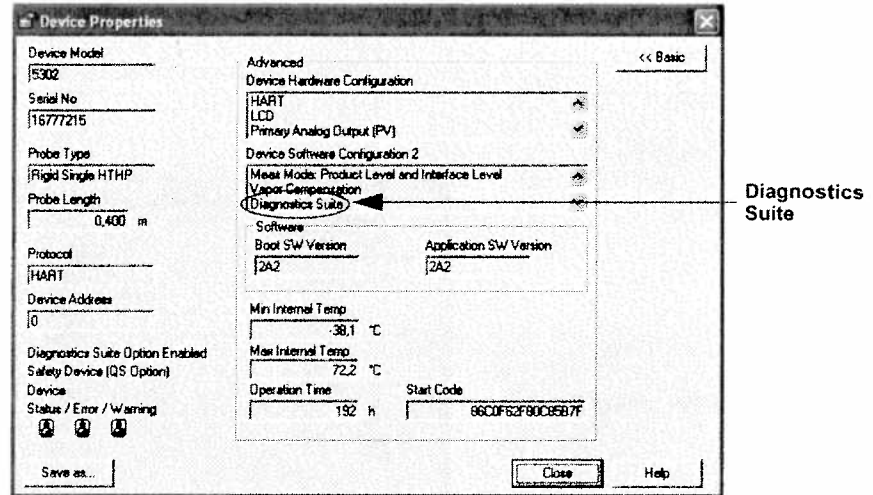 Device Properties
Device Model
5302
Serial No
16777215
Probe Type
Rigid Single HTHP
Probe Length
0,400 m
Protocol
HART
Device Address
0
Diagnostics Suite Option Enabled
Safety Device (QS Option)
Device
Status / Error / Warning
Save as...
<< Basic
Advanced
Device Hardware Configuration
HART
LCD
Primary Analog Output (PV)
Device Software Configuration 2
Meas Mode: Product Level and Interface Level
Vapor Compensation
Diagnostics Suite
Software
Boot SW Version
2A2
Application SW Version
2A2
Min Internal Temp
-38,1 °C
Max Internal Temp
72,2 °C
Operation Time
192 h
Start Code
Close
Help
Diagnostics
Suite